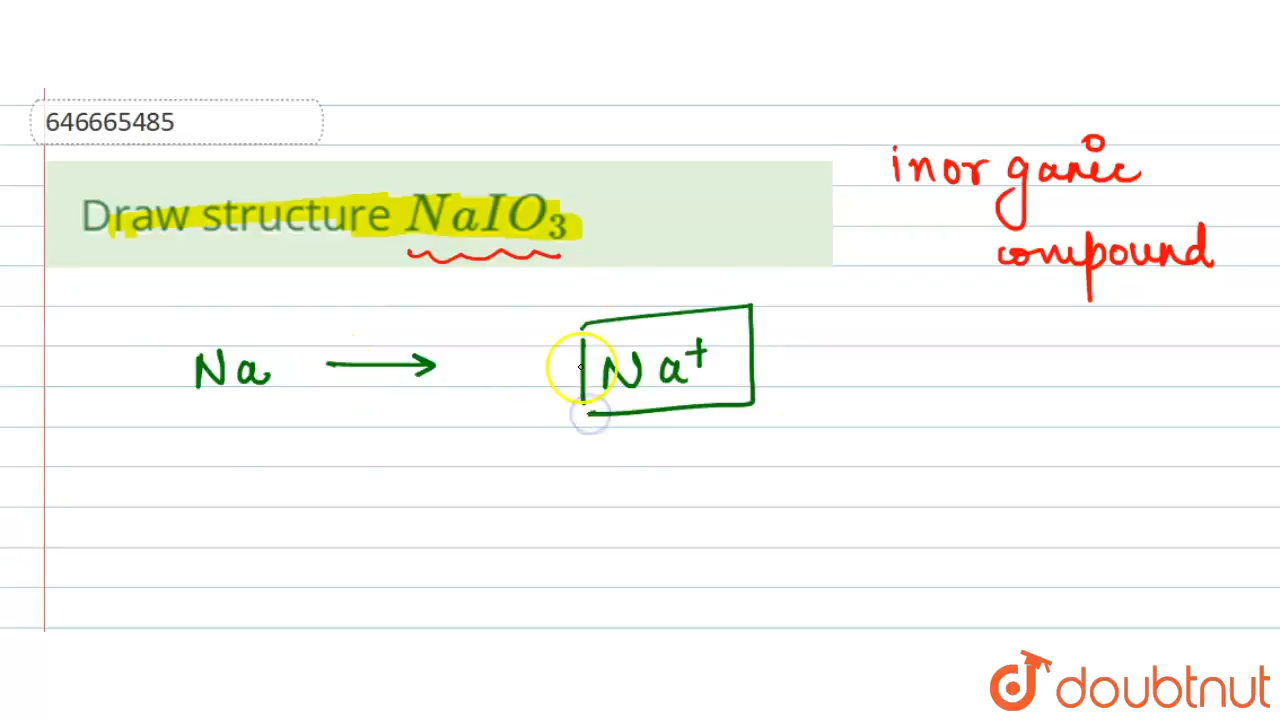 646665485
Draw structure NaIO₃
inorganic
compound
Na ⟶ Na⁺
doubtnut